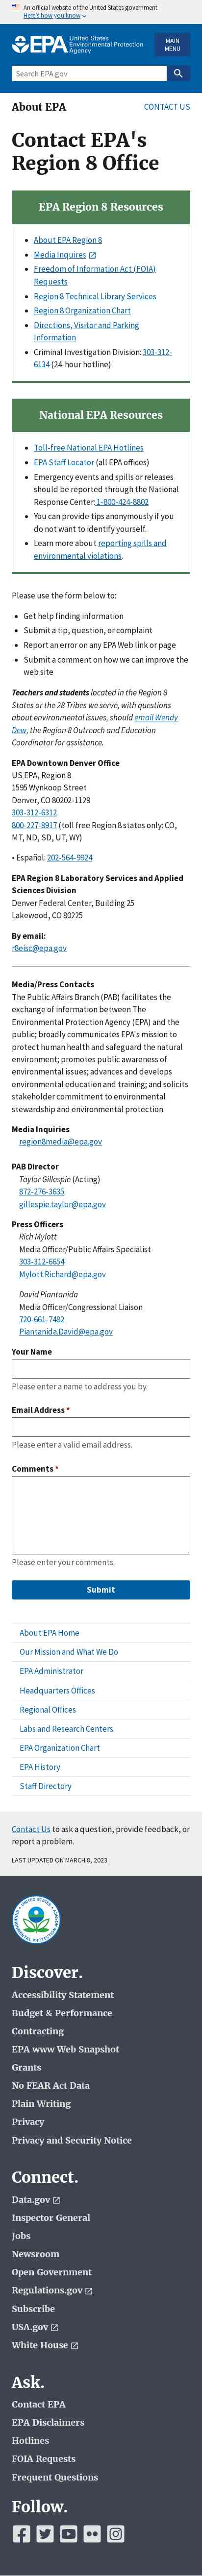 An official website of the United States government
Here's how you know
EPA
United States
Environmental Protection
Agency
MAIN
MENU
Search EPA.gov
About EPA
CONTACT US
Contact EPA's
Region 8 Office
EPA Region 8 Resources
About EPA Region 8
Media Inquires
Freedom of Information Act (FOIA)
Requests
Region 8 Technical Library Services
Region 8 Organization Chart
Directions, Visitor and Parking
Information
Criminal Investigation Division: 303-312-
6134 (24-hour hotline)
National EPA Resources
Toll-free National EPA Hotlines
EPA Staff Locator (all EPA offices)
Emergency events and spills or releases
should be reported through the National
Response Center: 1-800-424-8802
You can provide tips anonymously if you
do not want to identify yourself.
Learn more about reporting spills and
environmental violations.
Please use the form below to:
Get help finding information
Submit a tip, question, or complaint
Report an error on any EPA Web link or page
Submit a comment on how we can improve the
web site
Teachers and students located in the Region 8
States or the 28 Tribes we serve, with questions
about environmental issues, should email Wendy
Dew, the Region 8 Outreach and Education
Coordinator for assistance.
EPA Downtown Denver Office
US EPA, Region 8
1595 Wynkoop Street
Denver, CO 80202-1129
303-312-6312
800-227-8917 (toll free Region 8 states only: CO,
MT, ND, SD, UT, WY)
• Español: 202-564-9924
EPA Region 8 Laboratory Services and Applied
Sciences Division
Denver Federal Center, Building 25
Lakewood, CO 80225
By email:
r8eisc@epa.gov
Media/Press Contacts
The Public Affairs Branch (PAB) facilitates the
exchange of information between The
Environmental Protection Agency (EPA) and the
public; to broadly communicate EPA's mission to
protect human health and safeguard the natural
environment; to provide timely and accurate
information; and to promote awareness,
understanding, and involvement in health, land use,
and other critical environmental issues, to instill
stewardship and environmental protection.
Media Inquiries
region8media@epa.gov
PAB Director
Taylor Gillespie (Acting)
872-276-3635
gillespie.taylor@epa.gov
Press Officers
Rich Mylott
Media Officer/Public Affairs Specialist
303-312-6654
Mylott.Richard@epa.gov
David Piantanida
Media Officer/Congressional Liaison
720-661-7482
Piantanida.David@epa.gov
Your Name
Please enter a name to address you by.
Email Address *
Please enter a valid email address.
Comments *
Please enter your comments.
Submit
About EPA Home
Our Mission and What We Do
EPA Administrator
Headquarters Offices
Regional Offices
Labs and Research Centers
EPA Organization Chart
EPA History
Staff Directory
Contact Us to ask a question, provide feedback, or
report a problem.
LAST UPDATED ON MARCH 8, 2023
Discover.
Accessibility Statement
Budget & Performance
Contracting
EPA www Web Snapshot
Grants
No FEAR Act Data
Plain Writing
Privacy
Privacy and Security Notice
Connect.
Data.gov
Inspector General
Jobs
Newsroom
Open Government
Regulations.gov
Subscribe
USA.gov
White House
Ask.
Contact EPA
EPA Disclaimers
Hotlines
FOIA Requests
Frequent Questions
Follow.